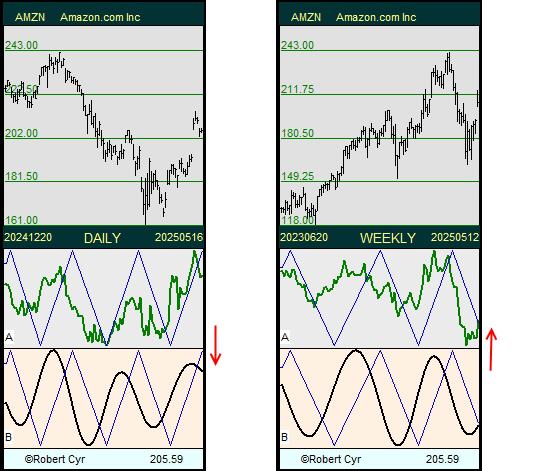 AMZN Amazon.com Inc
243.00
222.50
202.00
181.50
161.00
20241220 DAILY 20250516
A
B
©Robert Cyr 205.59
AMZN Amazon.com Inc
243.00
211.75
180.50
149.25
118.00
20230620 WEEKLY 20250512
A
B
©Robert Cyr 205.59